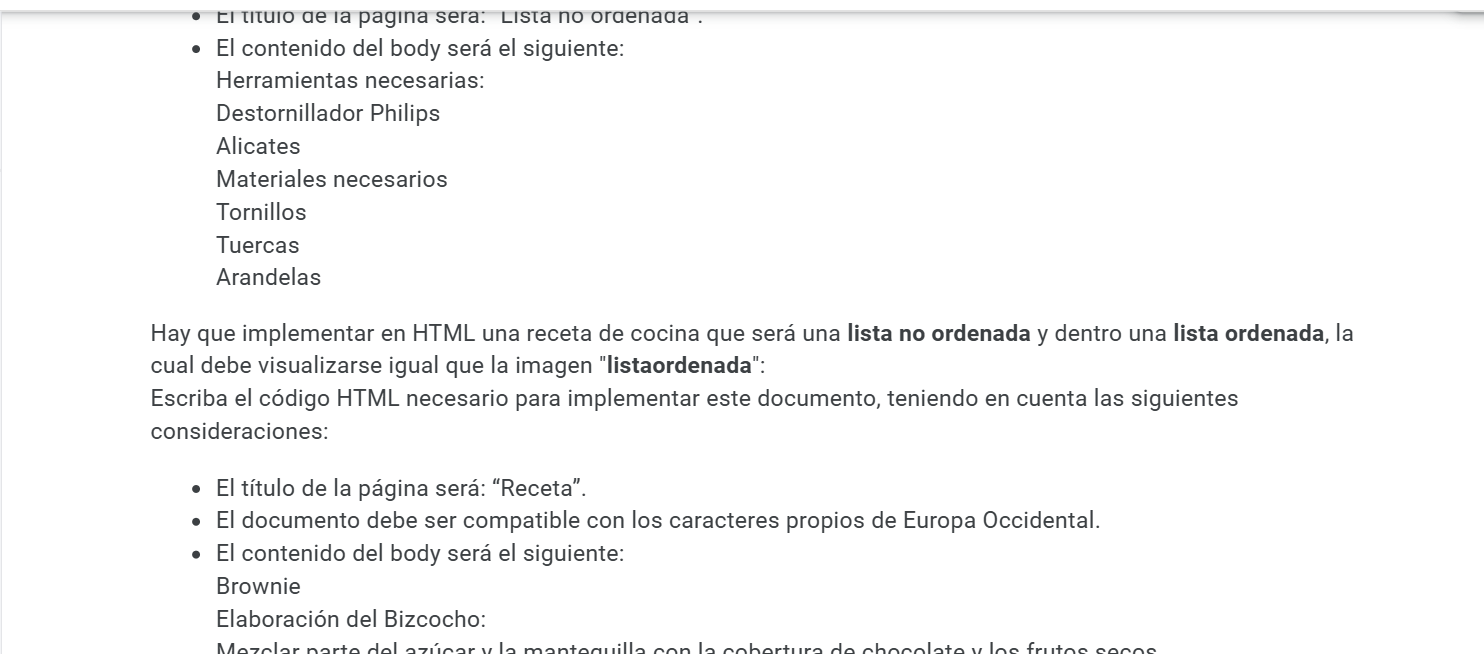 El título de la página será: "Lista no ordenada".
El contenido del body será el siguiente:
Herramientas necesarias:
Destornillador Philips
Alicates
Materiales necesarios
Tornillos
Tuercas
Arandelas
Hay que implementar en HTML una receta de cocina que será una lista no ordenada y dentro una lista ordenada, la
cual debe visualizarse igual que la imagen "listaordenada":
Escriba el código HTML necesario para implementar este documento, teniendo en cuenta las siguientes
consideraciones:
El título de la página será: “Receta”.
El documento debe ser compatible con los caracteres propios de Europa Occidental.
El contenido del body será el siguiente:
Brownie
Elaboración del Bizcocho:
Mezclar parte del azúcar y la mantequilla con la cobertura de chocolate y los frutos secos